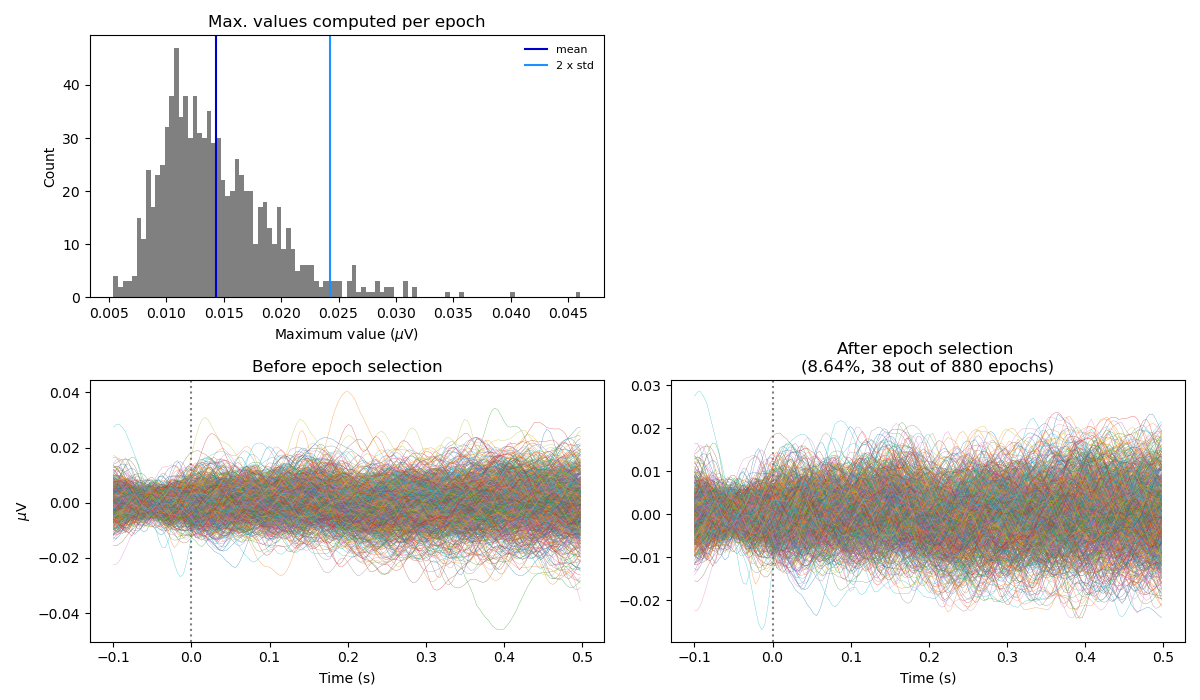 Max. values computed per epoch
mean
2 x std
Count
40
30
20
10
0
0.005 0.010 0.015 0.020 0.025 0.030 0.035 0.040 0.045
Maximum value (μV)
Before epoch selection
μV
0.04
0.02
0.00
−0.02
−0.04
−0.1 0.0 0.1 0.2 0.3 0.4 0.5
Time (s)
After epoch selection
(8.64%, 38 out of 880 epochs)
0.03
0.02
0.01
0.00
−0.01
−0.02
−0.1 0.0 0.1 0.2 0.3 0.4 0.5
Time (s)